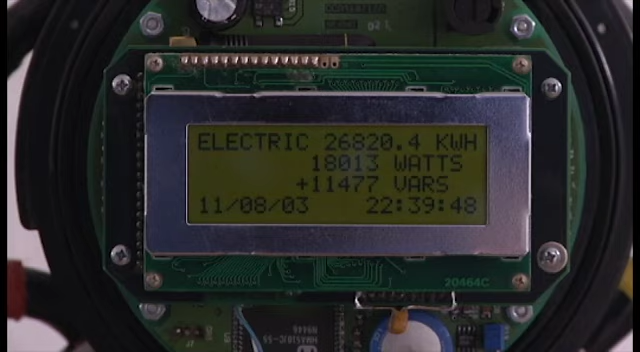 ELECTRIC 26820.4 KWH
18013 WATTS
+11477 VARS
11/08/03 22:39:48
20464C